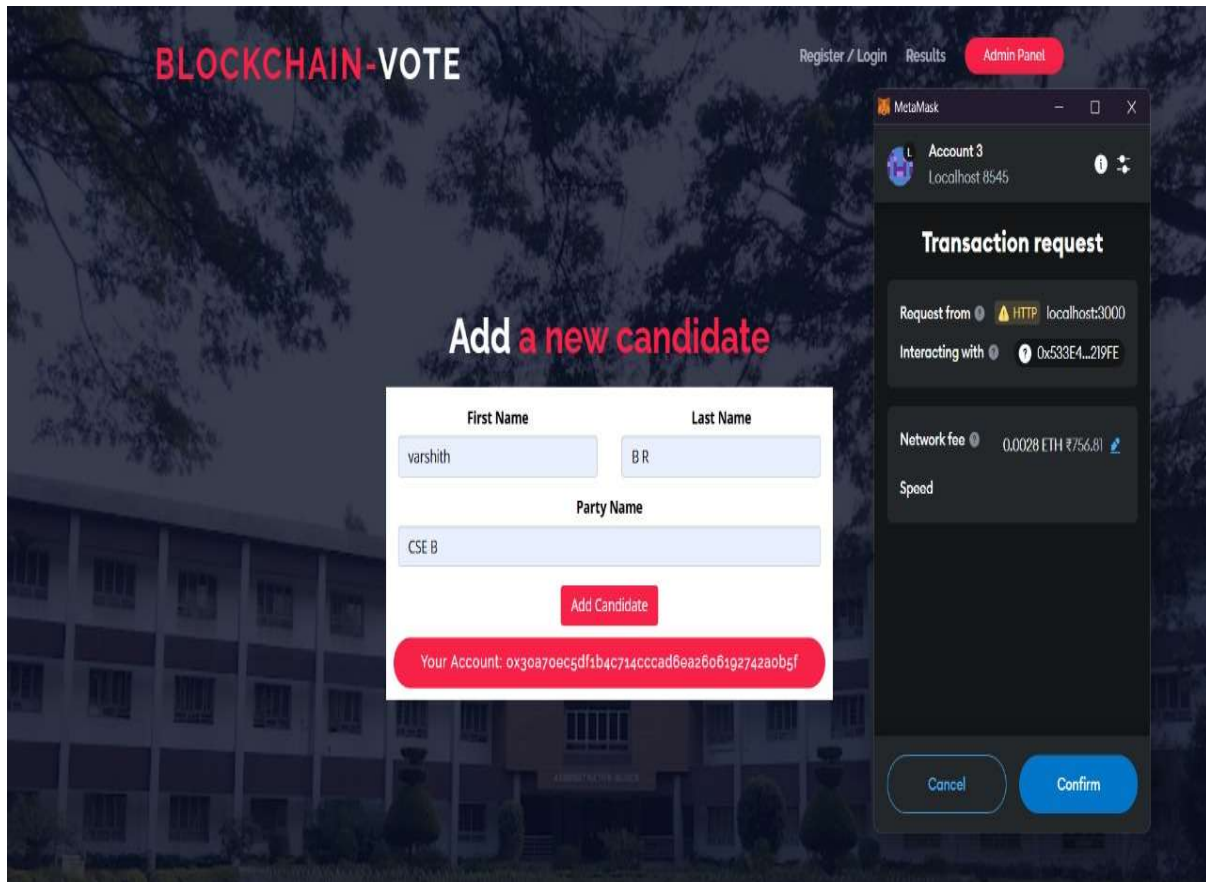 BLOCKCHAIN-VOTE
Register / Login Results Admin Panel
MetaMask
L
Account 3
Localhost 8545
Transaction request
Request from HTTP localhost:3000
Interacting with ? 0x533E4...219FE
Network fee 0.0028 ETH ₹756.81
Speed
Cancel Confirm
Add a new candidate
First Name Last Name
varshith B R
Party Name
CSE B
Add Candidate
Your Account: 0x30a70ec5df1b4c714cccad6ea2606192742a0b5f
ADMINISTRATIVE BLOCK